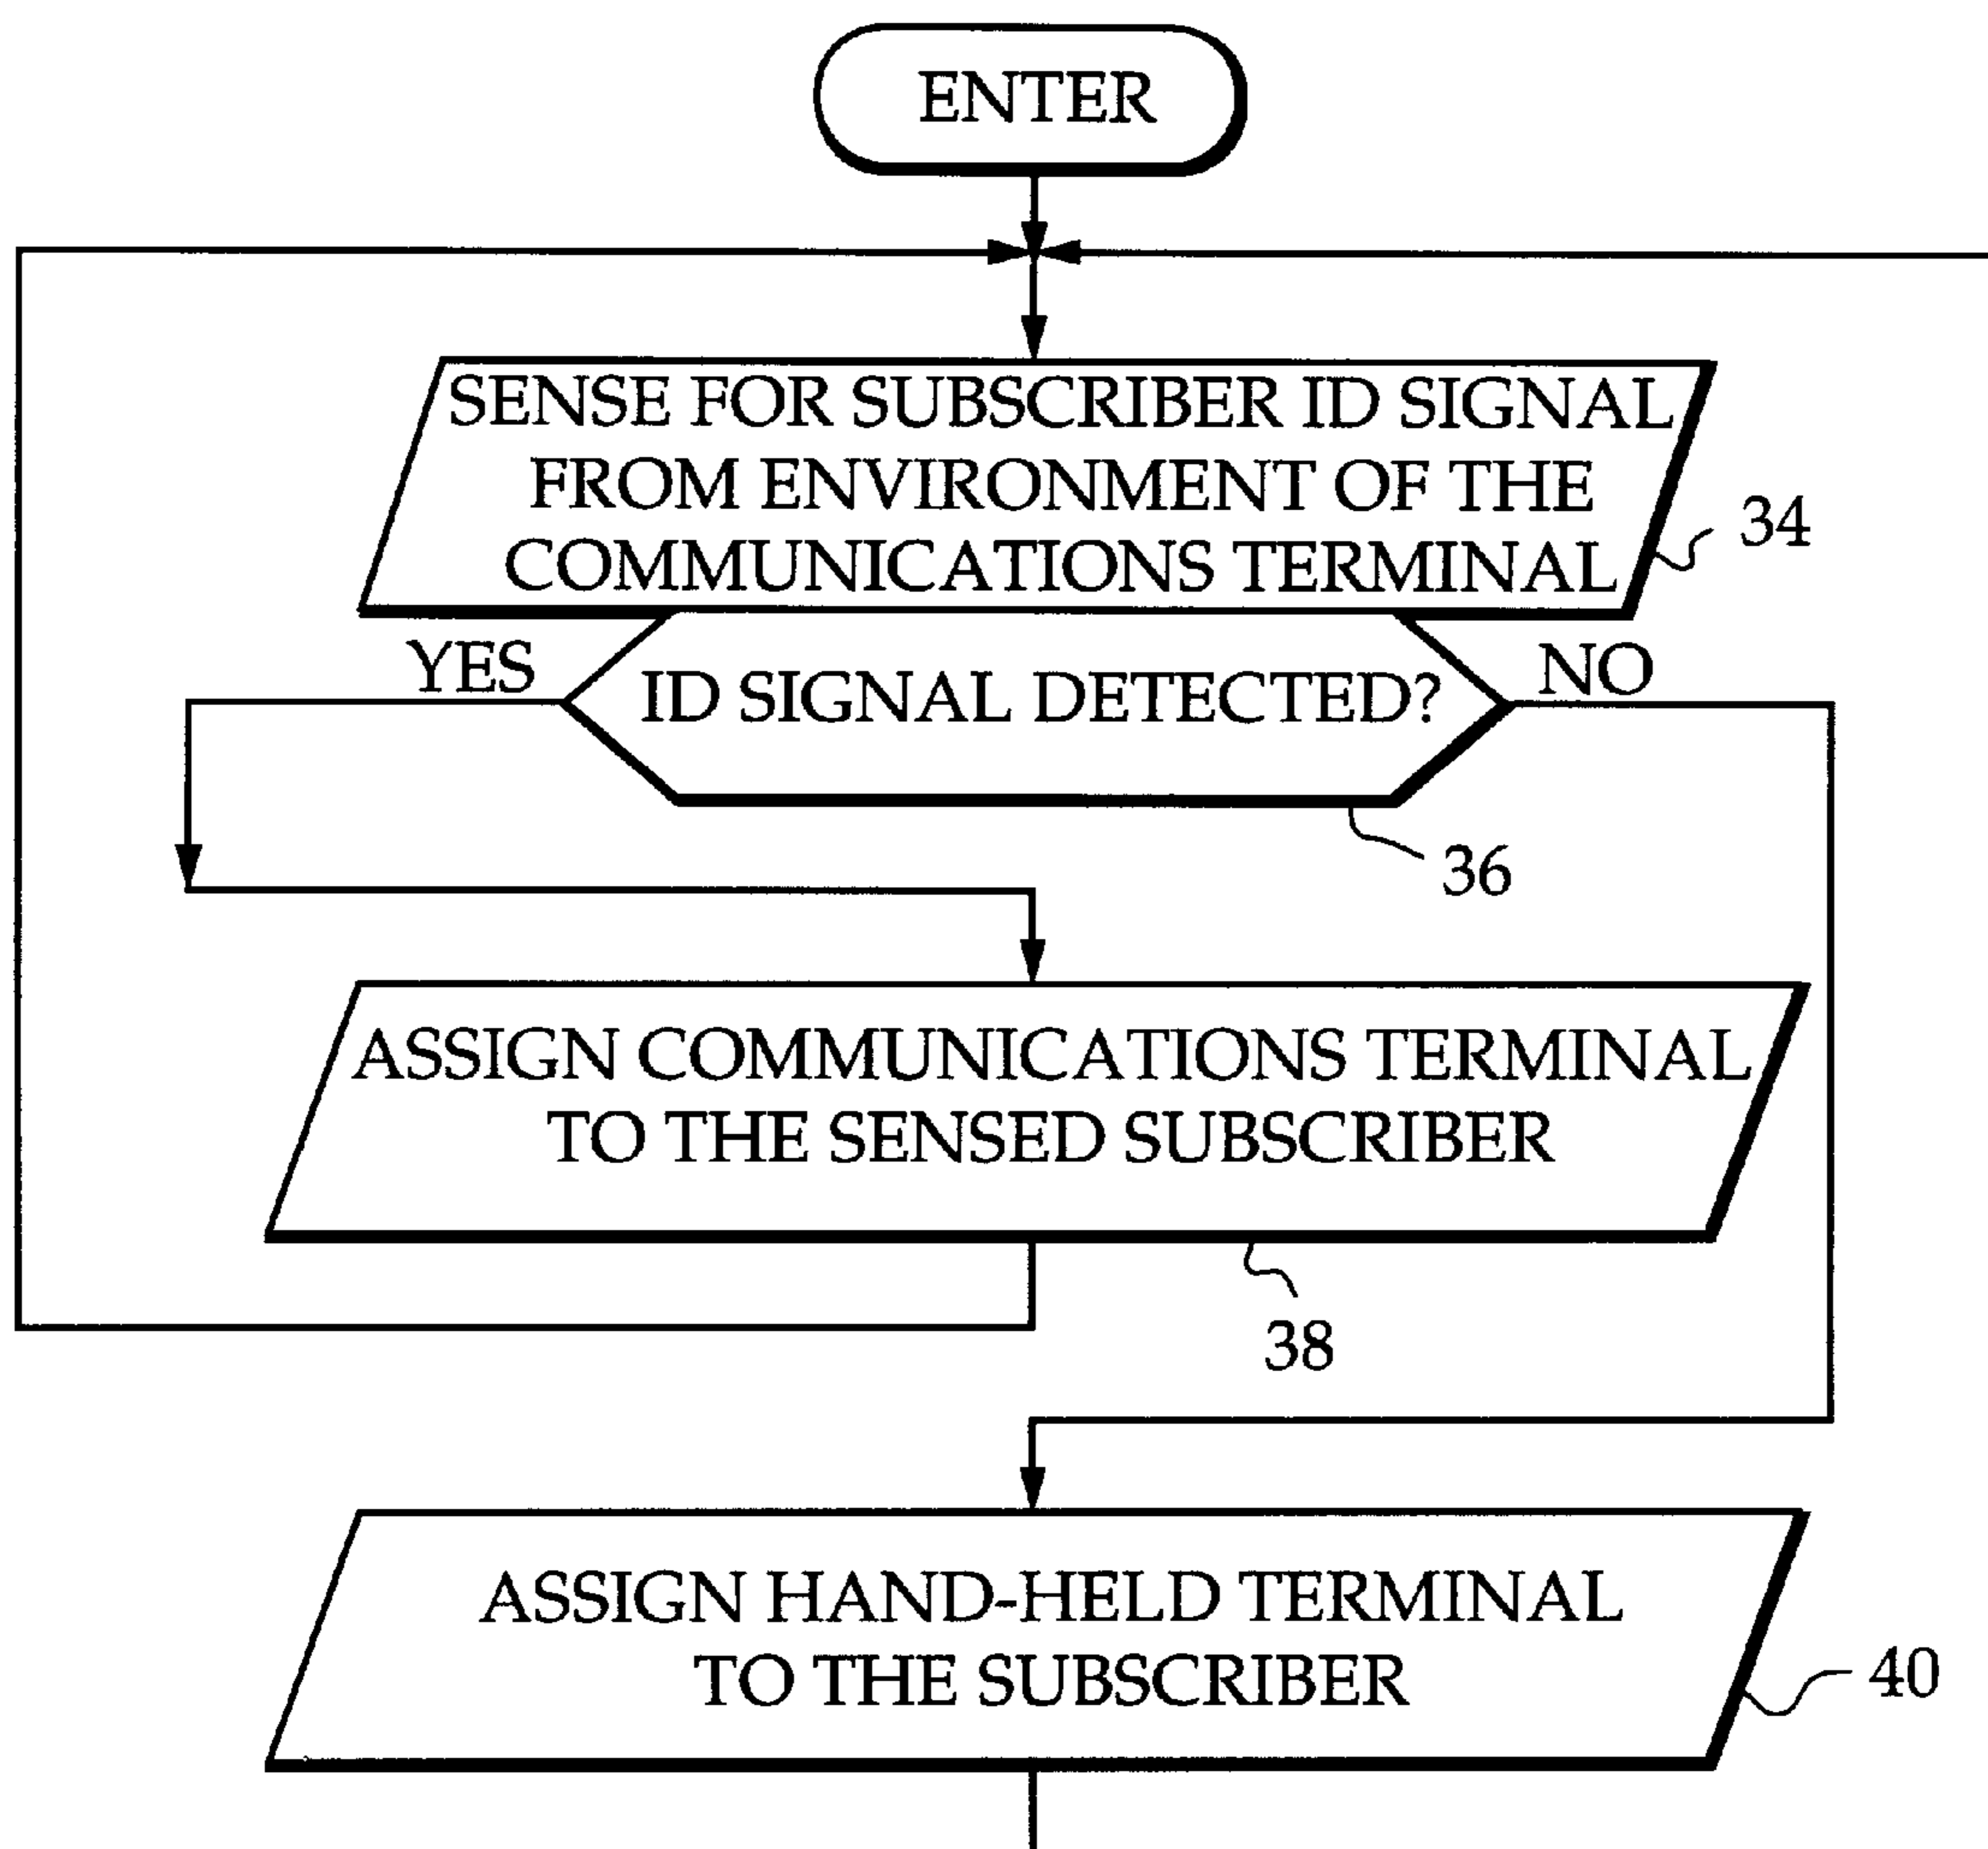 ENTER
SENSE FOR SUBSCRIBER ID SIGNAL
FROM ENVIRONMENT OF THE
COMMUNICATIONS TERMINAL
34
YES
ID SIGNAL DETECTED?
NO
36
ASSIGN COMMUNICATIONS TERMINAL
TO THE SENSED SUBSCRIBER
38
ASSIGN HAND-HELD TERMINAL
TO THE SUBSCRIBER
40